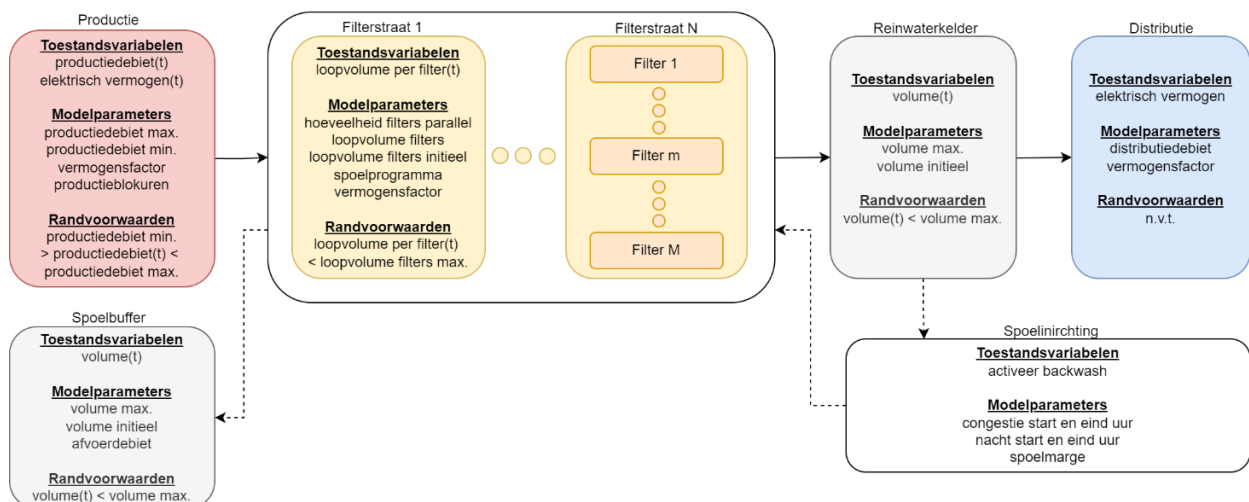 Productie
Toestandsvariabelen
productiedebiet(t)
elektrisch vermogen(t)
Modelparameters
productiedebiet max.
productiedebiet min.
vermogensfactor
productieblokuren
Randvoorwaarden
productiedebiet min.
> productiedebiet(t) <
productiedebiet max.
Filterstraat 1
Toestandsvariabelen
loopvolume per filter(t)
Modelparameters
hoeveelheid filters parallel
loopvolume filters
loopvolume filters initieel
spoelprogramma
vermogensfactor
Randvoorwaarden
loopvolume per filter(t)
< loopvolume filters max.
Filterstraat N
Filter 1
Filter m
Filter M
Reinwaterkelder
Toestandsvariabelen
volume(t)
Modelparameters
volume max.
volume initieel
Randvoorwaarden
volume(t) < volume max.
Distributie
Toestandsvariabelen
elektrisch vermogen
Modelparameters
distributiedebiet
vermogensfactor
Randvoorwaarden
n.v.t.
Spoelbuffer
Toestandsvariabelen
volume(t)
Modelparameters
volume max.
volume initieel
afvoerdebiet
Randvoorwaarden
volume(t) < volume max.
Spoelinrichting
Toestandsvariabelen
activeer backwash
Modelparameters
congestie start en eind uur
nacht start en eind uur
spoelmarge